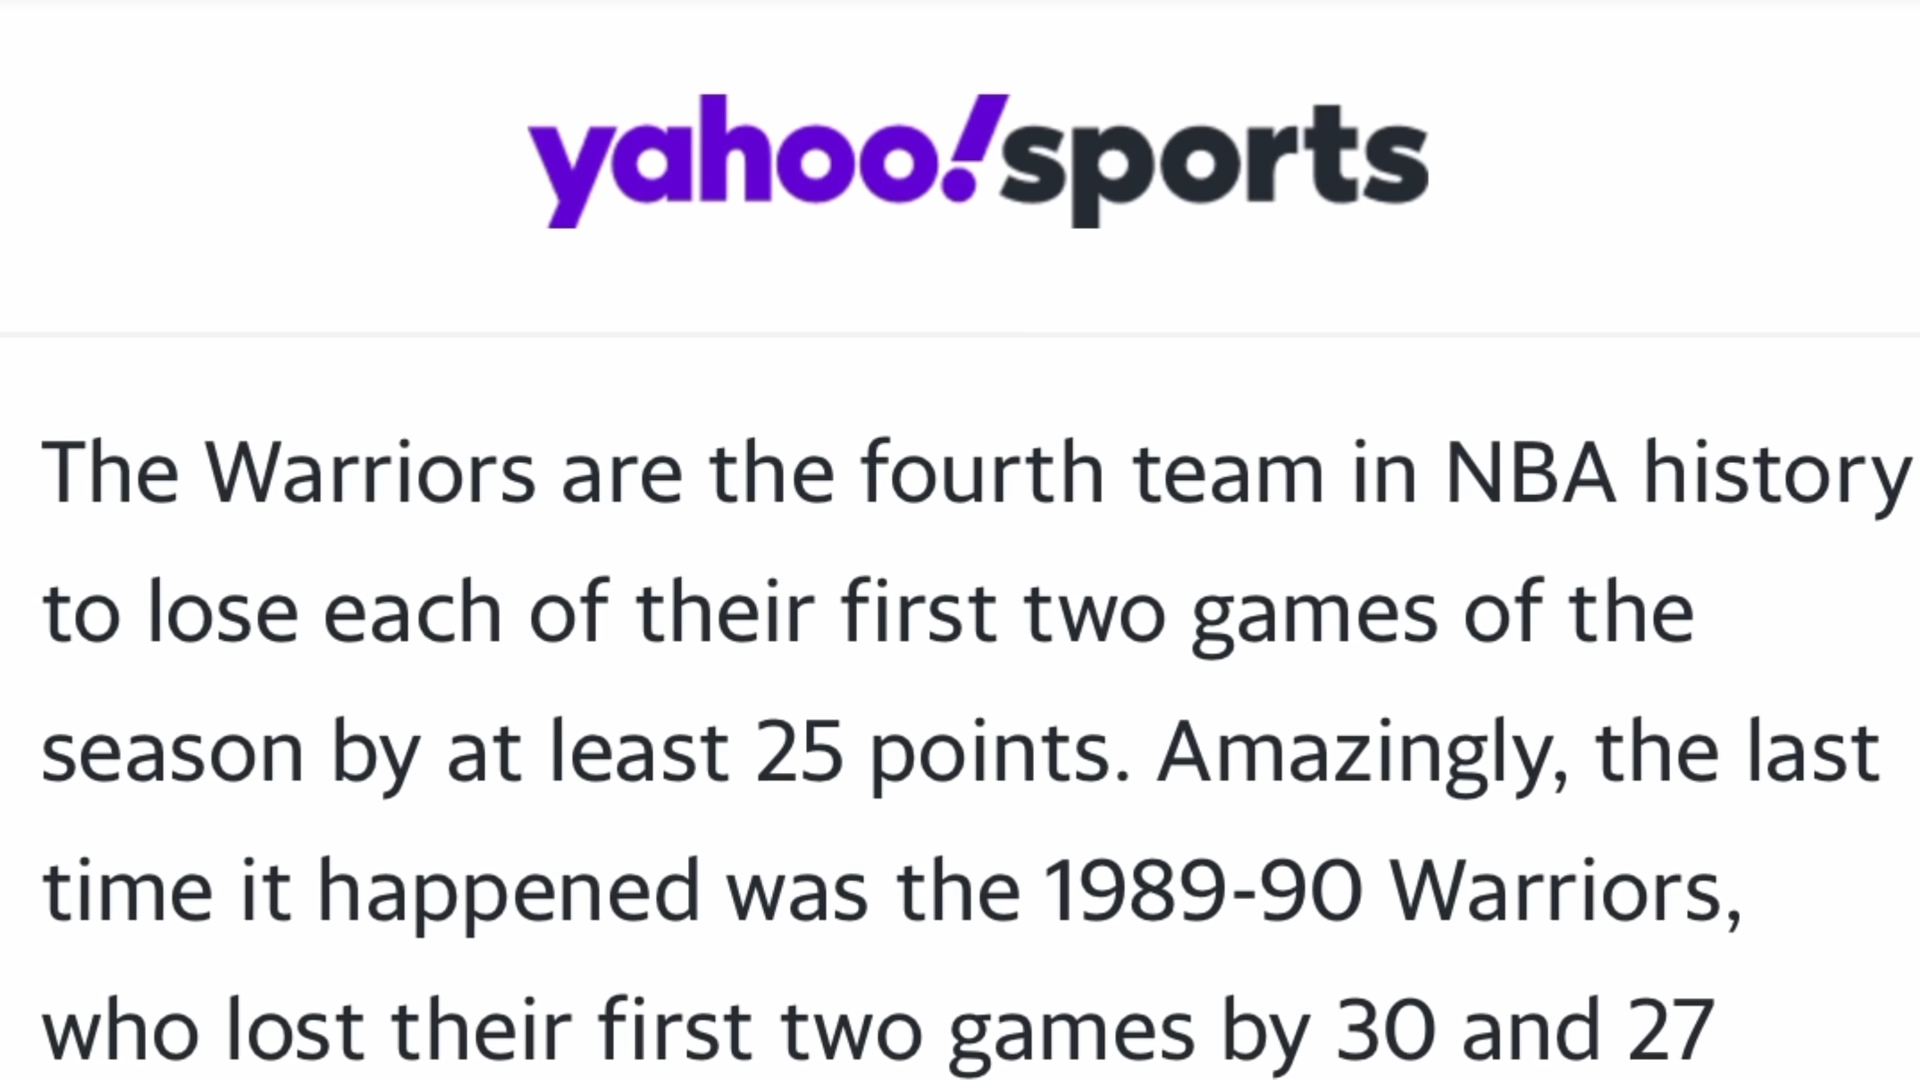 yahoo!sports
The Warriors are the fourth team in NBA history
to lose each of their first two games of the
season by at least 25 points. Amazingly, the last
time it happened was the 1989-90 Warriors,
who lost their first two games by 30 and 27